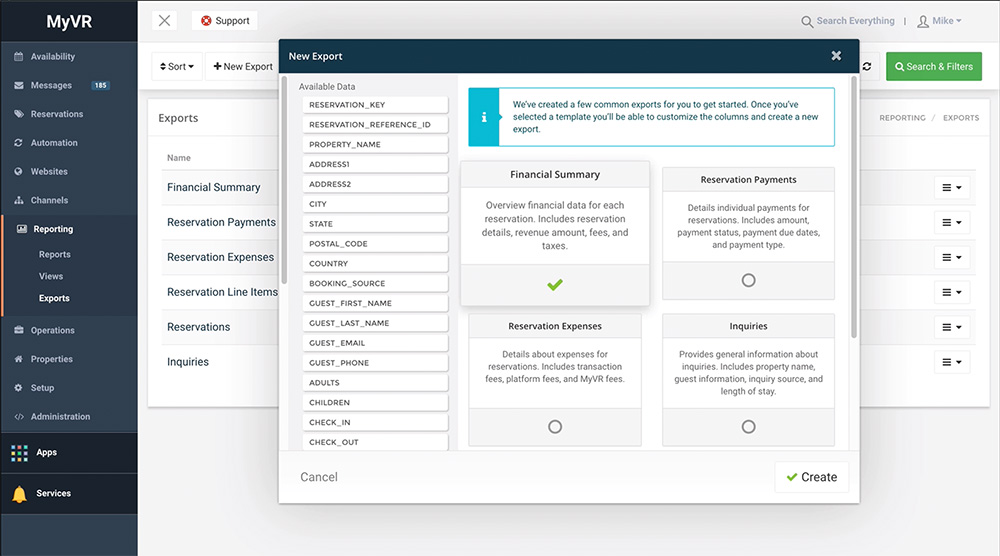 MyVR
Support
Search Everything | Mike
Availability
Messages 185
Reservations
Automation
Websites
Channels
Reporting
Reports
Views
Exports
Operations
Properties
Setup
Administration
Apps
Services
Sort
New Export
Search & Filters
Exports
REPORTING / EXPORTS
Name
Financial Summary
Reservation Payments
Reservation Expenses
Reservation Line Items
Reservations
Inquiries
New Export
Available Data
RESERVATION_KEY
RESERVATION_REFERENCE_ID
PROPERTY_NAME
ADDRESS1
ADDRESS2
CITY
STATE
POSTAL_CODE
COUNTRY
BOOKING_SOURCE
GUEST_FIRST_NAME
GUEST_LAST_NAME
GUEST_EMAIL
GUEST_PHONE
ADULTS
CHILDREN
CHECK_IN
CHECK_OUT
We've created a few common exports for you to get started. Once you've
selected a template you'll be able to customize the columns and create a new
export.
Financial Summary
Overview financial data for each
reservation. Includes reservation
details, revenue amount, fees, and
taxes.
Reservation Payments
Details individual payments for
reservations. Includes amount,
payment status, payment due dates,
and payment type.
Reservation Expenses
Details about expenses for
reservations. Includes transaction
fees, platform fees, and MyVR fees.
Inquiries
Provides general information about
inquiries. Includes property name,
guest information, inquiry source, and
length of stay.
Cancel
Create